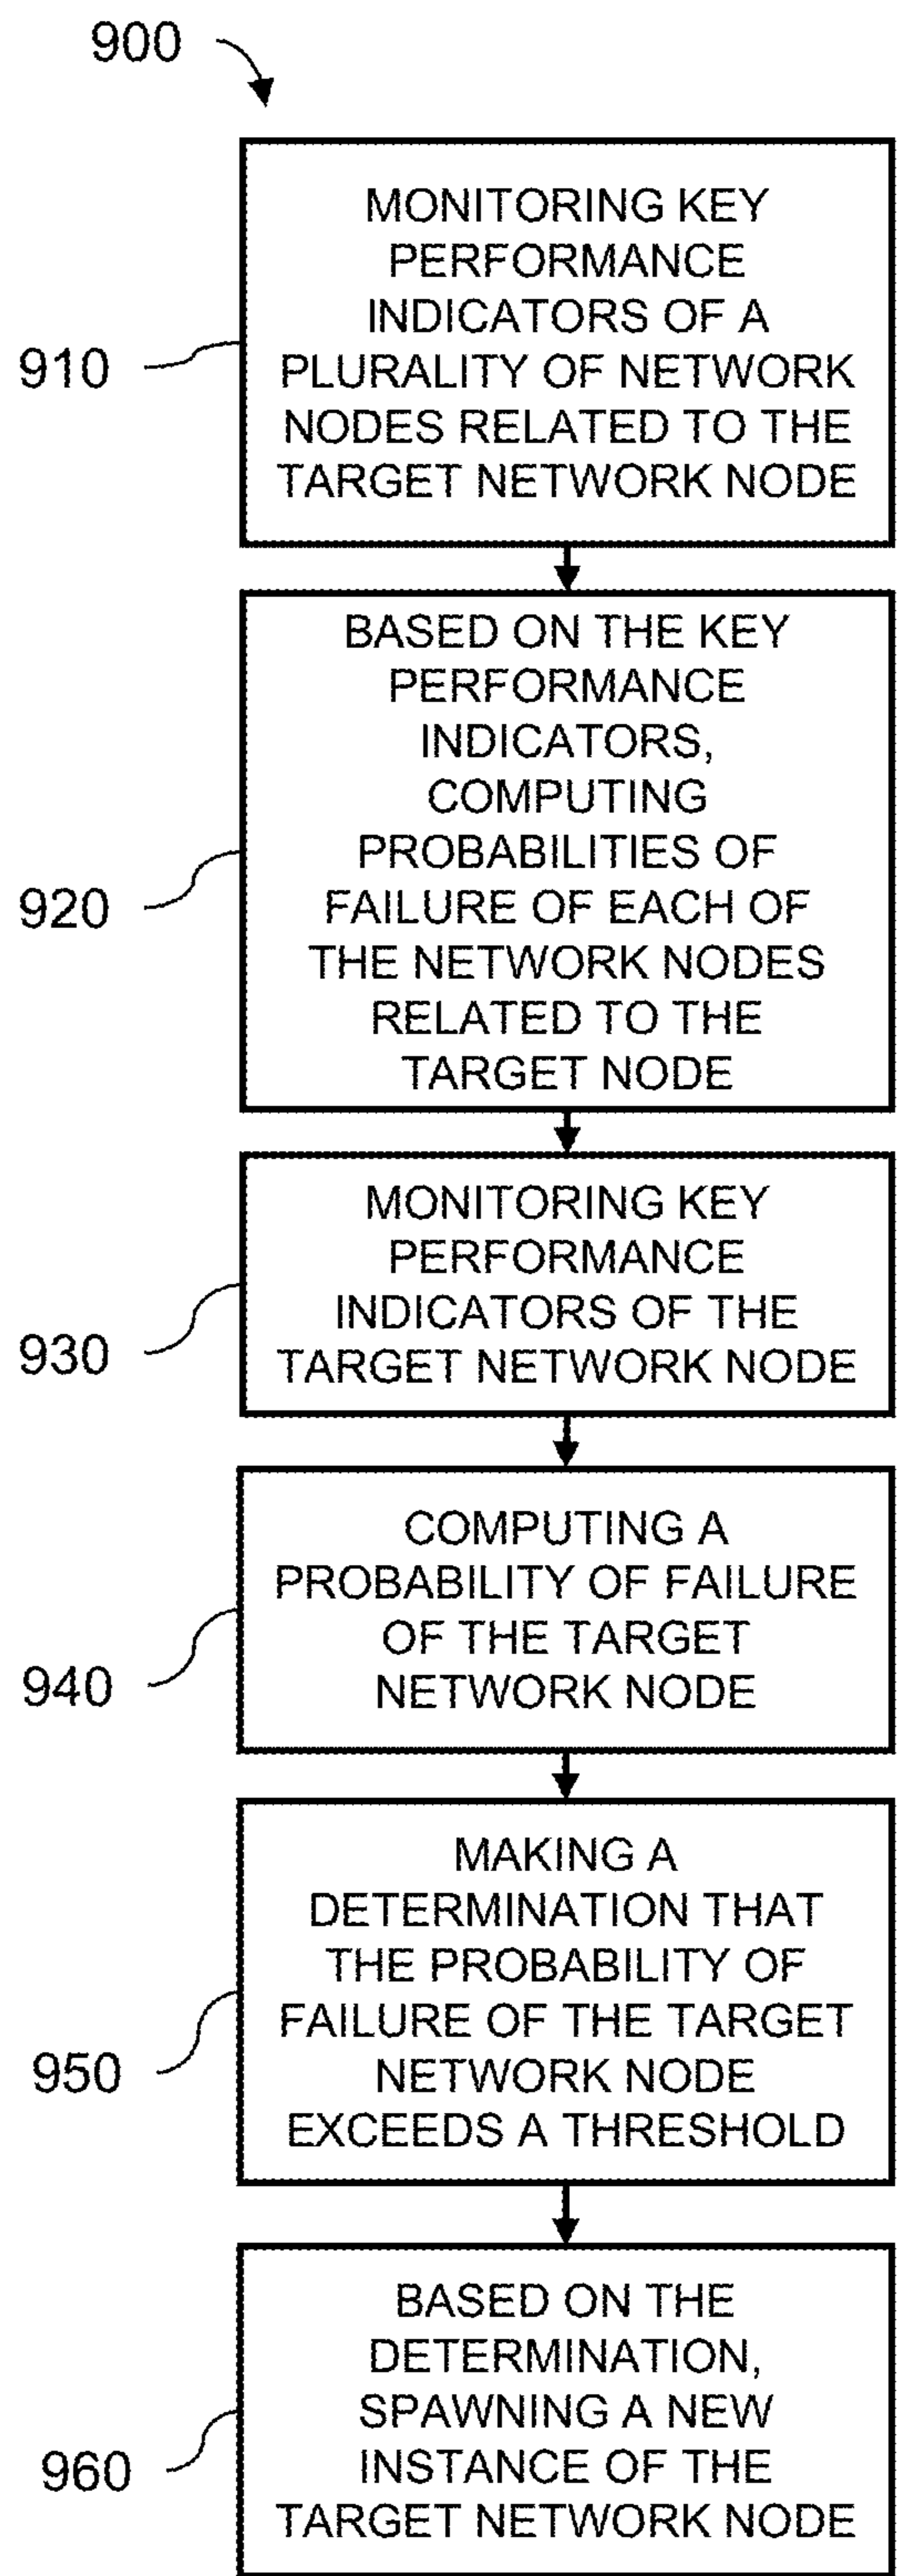 900
MONITORING KEY
PERFORMANCE
INDICATORS OF A
PLURALITY OF NETWORK
NODES RELATED TO THE
TARGET NETWORK NODE
910
BASED ON THE KEY
PERFORMANCE
INDICATORS,
COMPUTING
PROBABILITIES OF
FAILURE OF EACH OF
THE NETWORK NODES
RELATED TO THE
TARGET NODE
920
MONITORING KEY
PERFORMANCE
INDICATORS OF THE
TARGET NETWORK NODE
930
COMPUTING A
PROBABILITY OF FAILURE
OF THE TARGET
NETWORK NODE
940
MAKING A
DETERMINATION THAT
THE PROBABILITY OF
FAILURE OF THE TARGET
NETWORK NODE
EXCEEDS A THRESHOLD
950
BASED ON THE
DETERMINATION,
SPAWNING A NEW
INSTANCE OF THE
TARGET NETWORK NODE
960